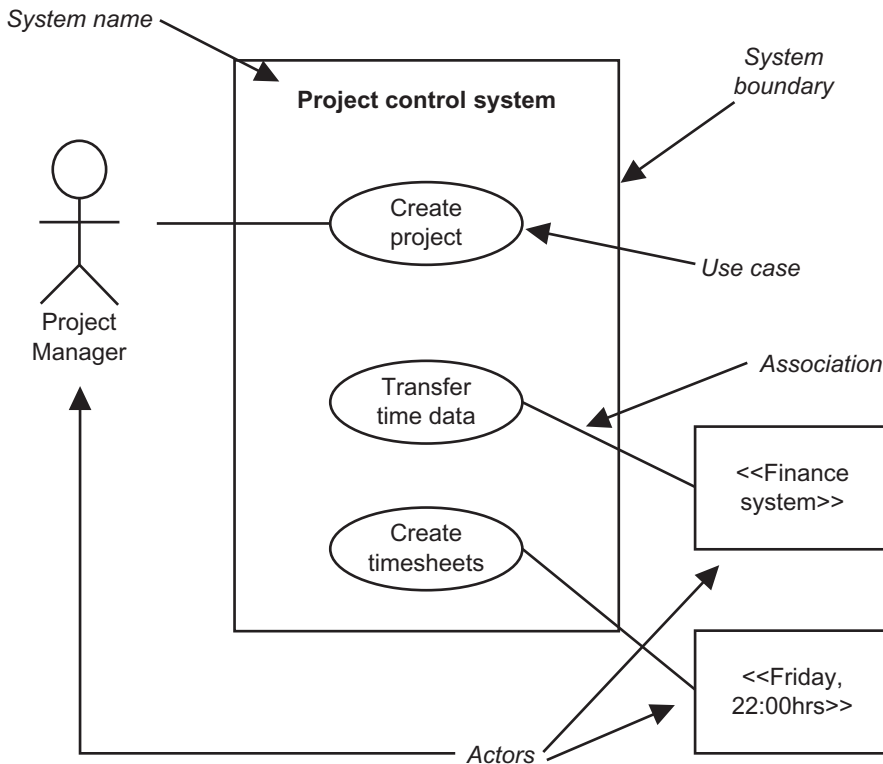 System name
System
boundary
Project control system
Create
project
Use case
Project
Manager
Association
Transfer
time data
<<Finance
system>>
Create
timesheets
<<Friday,
22:00hrs>>
Actors